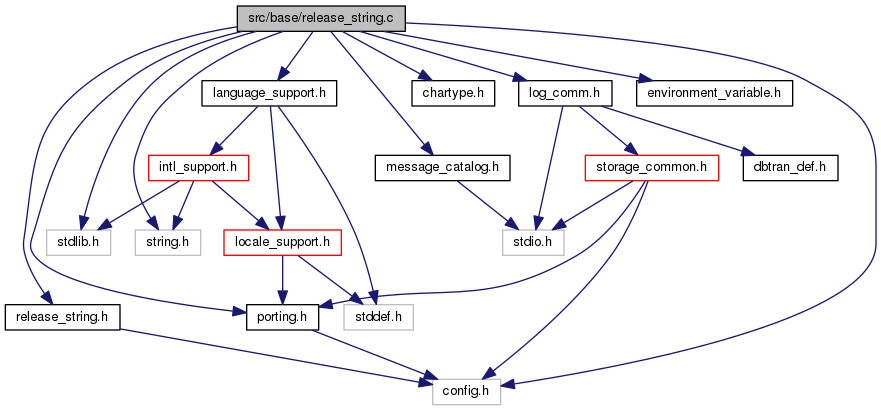 src/base/release_string.c
language_support.h
chartype.h
log_comm.h
environment_variable.h
intl_support.h
message_catalog.h
storage_common.h
dbtran_def.h
stdlib.h
string.h
locale_support.h
stdio.h
release_string.h
porting.h
stddef.h
config.h